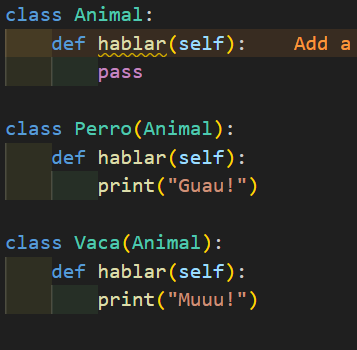 class Animal:
    def hablar(self):    Add a
        pass

class Perro(Animal):
    def hablar(self):
        print("Guau!")

class Vaca(Animal):
    def hablar(self):
        print("Muuu!")